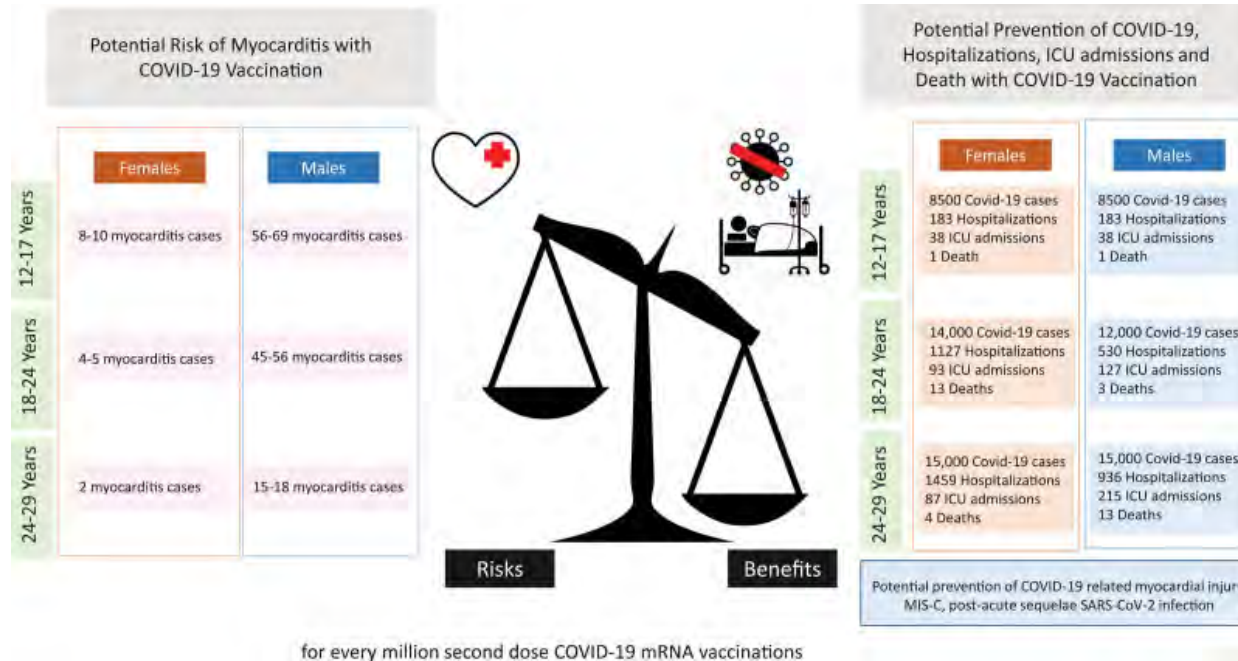 Potential Risk of Myocarditis with
COVID-19 Vaccination
Females
Males
12-17 Years
8-10 myocarditis cases
56-69 myocarditis cases
18-24 Years
4-5 myocarditis cases
45-56 myocarditis cases
24-29 Years
2 myocarditis cases
15-18 myocarditis cases
Risks
Benefits
Potential Prevention of COVID-19,
Hospitalizations, ICU admissions and
Death with COVID-19 Vaccination
Females
Males
12-17 Years
8500 Covid-19 cases
183 Hospitalizations
38 ICU admissions
1 Death
8500 Covid-19 cases
183 Hospitalizations
38 ICU admissions
1 Death
18-24 Years
14,000 Covid-19 cases
1127 Hospitalizations
93 ICU admissions
13 Deaths
12,000 Covid-19 cases
530 Hospitalizations
127 ICU admissions
3 Deaths
24-29 Years
15,000 Covid-19 cases
1459 Hospitalizations
87 ICU admissions
4 Deaths
15,000 Covid-19 cases
936 Hospitalizations
215 ICU admissions
13 Deaths
Potential prevention of COVID-19 related myocardial injur
MIS-C, post-acute sequelae SARS-CoV-2 infection
for every million second dose COVID-19 mRNA vaccinations